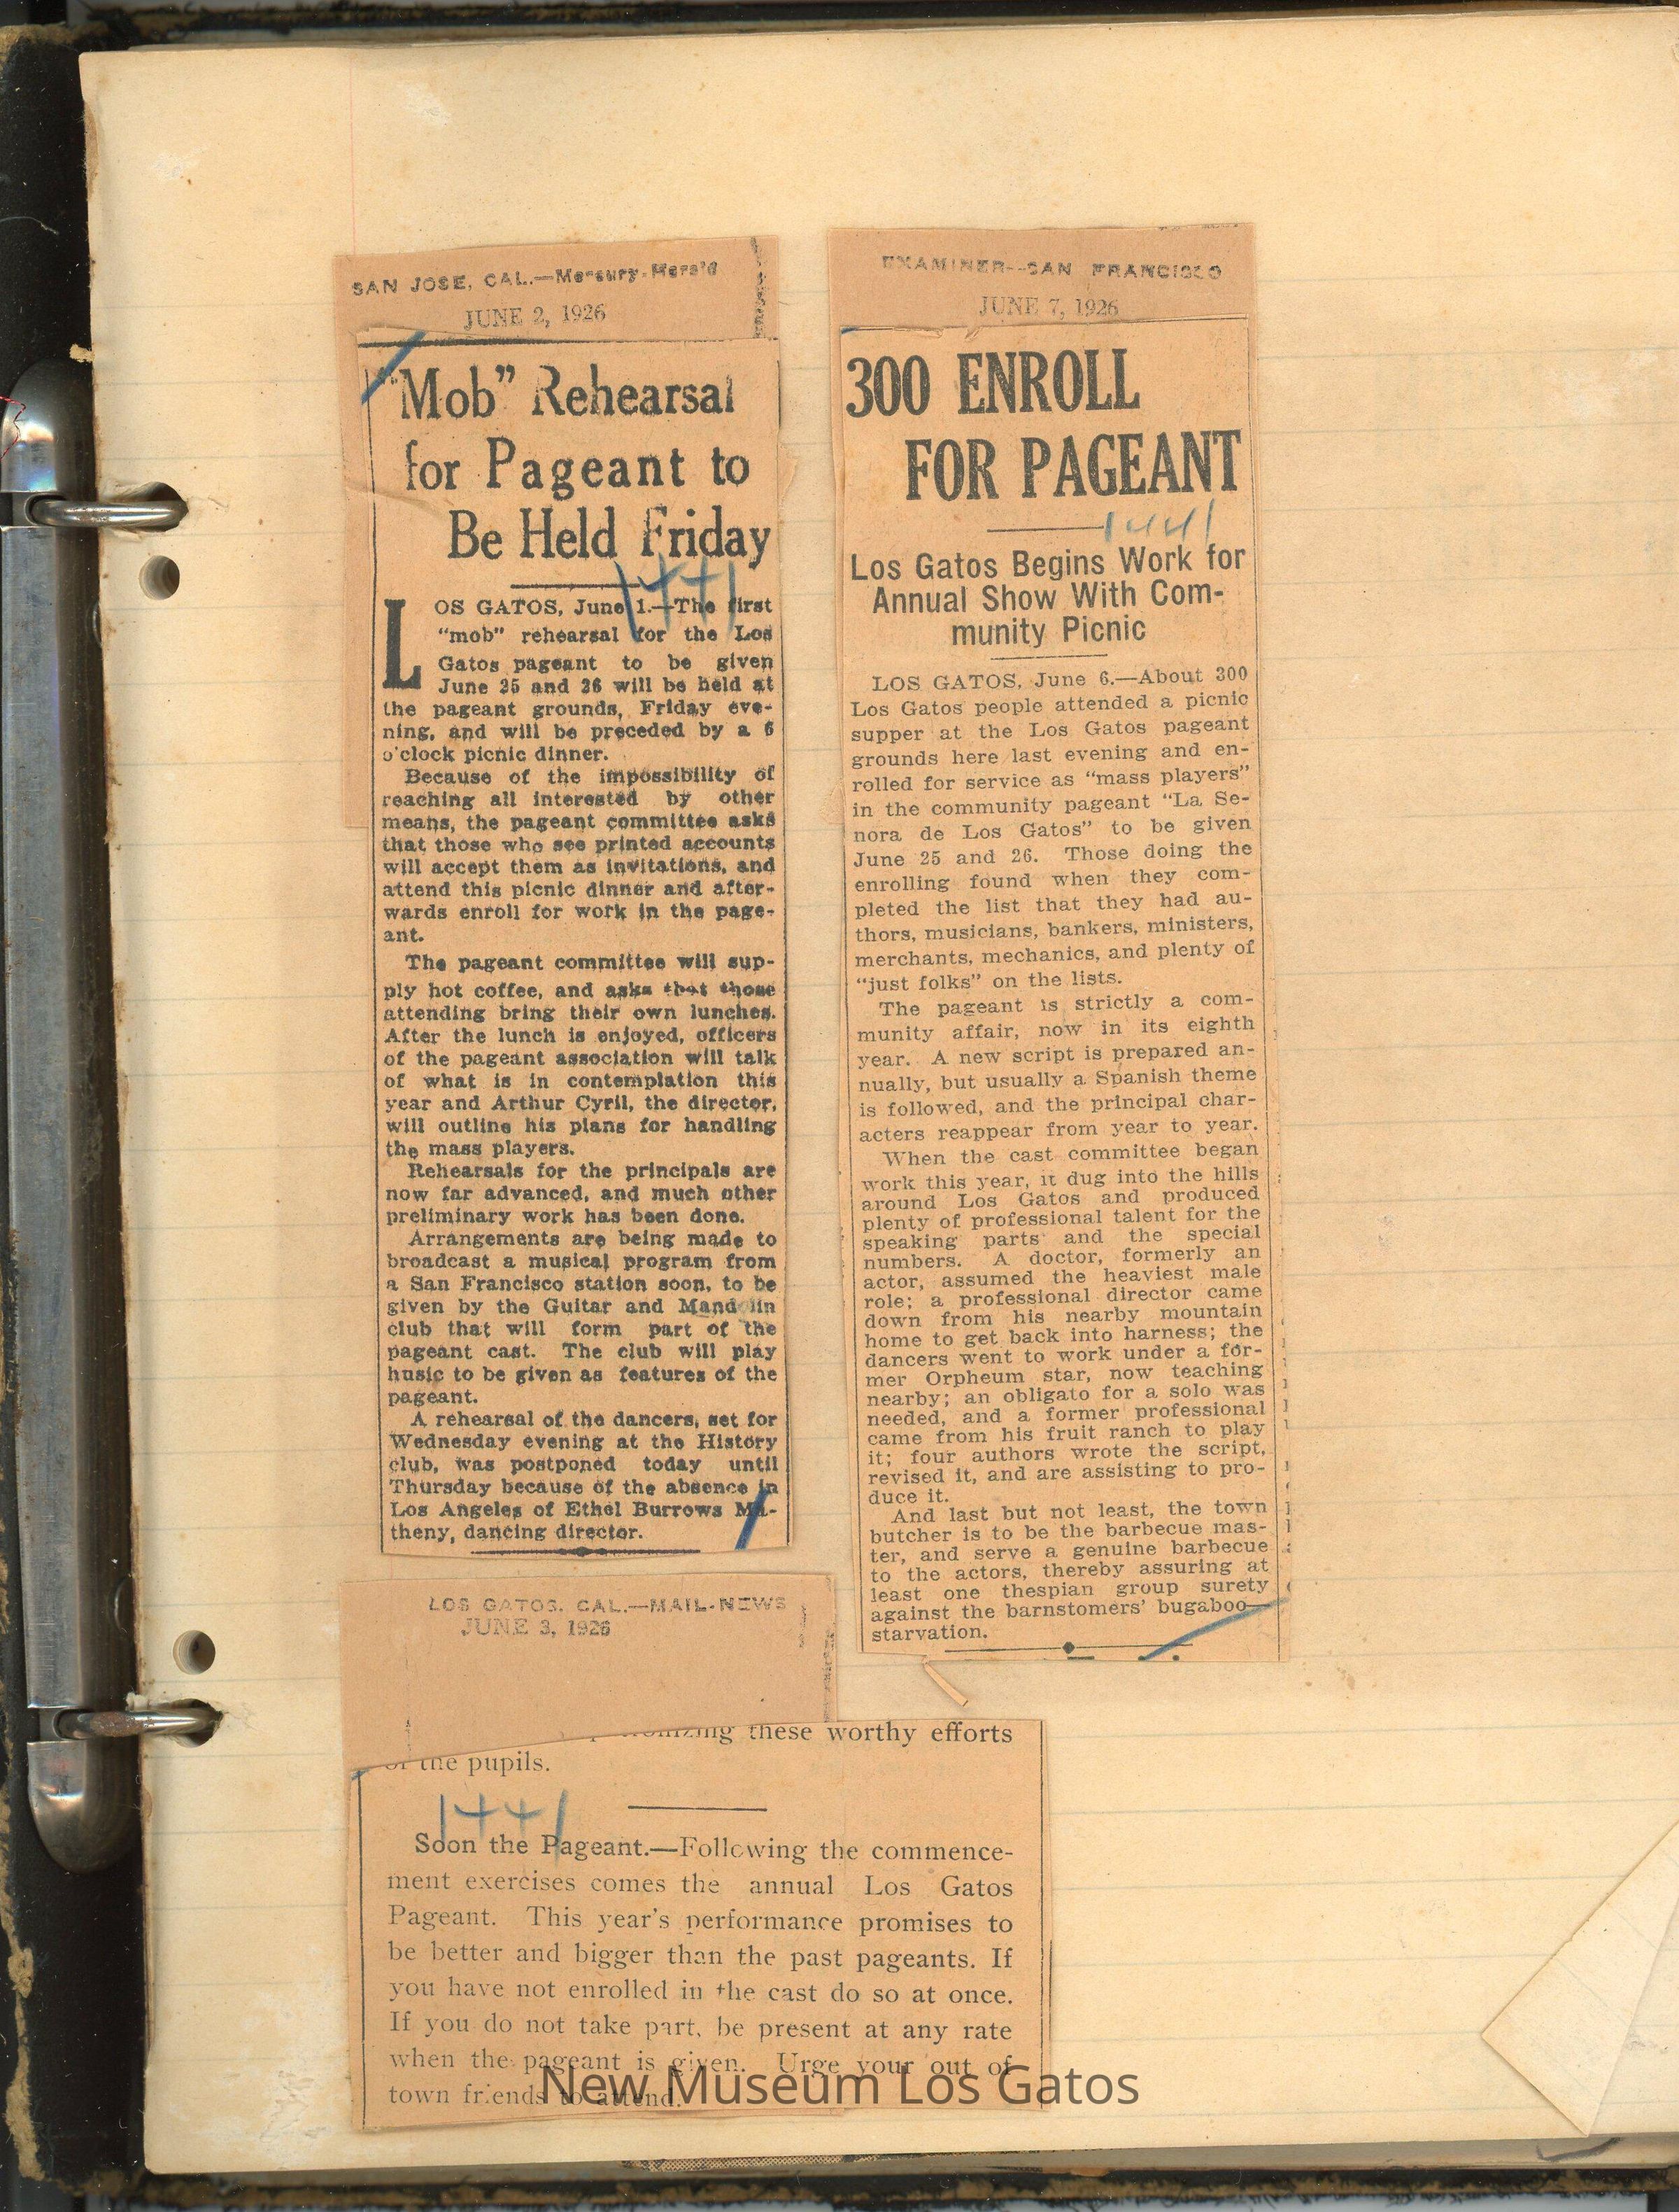 SAN JOSE, CAL.—Mercury-Herald
JUNE 2, 1926
"Mob" Rehearsal
for Pageant to
Be Held Friday
1441
LOS GATOS, June 1.—The first
"mob" rehearsal for the Los
Gatos pageant to be given
June 25 and 26 will be held at
the pageant grounds, Friday eve-
ning, and will be preceded by a 6
o'clock picnic dinner.
Because of the impossibility of
reaching all interested by other
means, the pageant committee asks
that those who see printed accounts
will accept them as invitations, and
attend this picnic dinner and after-
wards enroll for work in the page-
ant.
The pageant committee will sup-
ply hot coffee, and asks that those
attending bring their own lunches.
After the lunch is enjoyed, officers
of the pageant association will talk
of what is in contemplation this
year and Arthur Cyril, the director,
will outline his plans for handling
the mass players.
Rehearsals for the principals are
now far advanced, and much other
preliminary work has been done.
Arrangements are being made to
broadcast a musical program from
a San Francisco station soon, to be
given by the Guitar and Mandolin
club that will form part of the
pageant cast. The club will play
husic to be given as features of the
pageant.
A rehearsal of the dancers, set for
Wednesday evening at the History
club, was postponed today until
Thursday because of the absence in
Los Angeles of Ethel Burrows Ma-
theny, dancing director.
EXAMINER--SAN FRANCISCO
JUNE 7, 1926
300 ENROLL
FOR PAGEANT
1441
Los Gatos Begins Work for
Annual Show With Com-
munity Picnic
LOS GATOS, June 6.—About 300
Los Gatos people attended a picnic
supper at the Los Gatos pageant
grounds here last evening and en-
rolled for service as "mass players"
in the community pageant "La Se-
nora de Los Gatos" to be given
June 25 and 26. Those doing the
enrolling found when they com-
pleted the list that they had au-
thors, musicians, bankers, ministers,
merchants, mechanics, and plenty of
"just folks" on the lists.
The pageant is strictly a com-
munity affair, now in its eighth
year. A new script is prepared an-
nually, but usually a Spanish theme
is followed, and the principal char-
acters reappear from year to year.
When the cast committee began
work this year, it dug into the hills
around Los Gatos and produced
plenty of professional talent for the
speaking parts and the special
numbers. A doctor, formerly an
actor, assumed the heaviest male
role; a professional director came
down from his nearby mountain
home to get back into harness; the
dancers went to work under a for-
mer Orpheum star, now teaching
nearby; an obligato for a solo was
needed, and a former professional
came from his fruit ranch to play
it; four authors wrote the script,
revised it, and are assisting to pro-
duce it.
And last but not least, the town
butcher is to be the barbecue mas-
ter, and serve a genuine barbecue
to the actors, thereby assuring at
least one thespian group surety
against the barnstomers' bugaboo—
starvation.
LOS GATOS, CAL.—MAIL-NEWS
JUNE 3, 1926
these worthy efforts
of the pupils.
1441
Soon the Pageant.—Following the commence-
ment exercises comes the annual Los Gatos
Pageant. This year's performance promises to
be better and bigger than the past pageants. If
you have not enrolled in the cast do so at once.
If you do not take part, be present at any rate
when the pageant is given. Urge your out of
town friends to attend.
New Museum Los Gatos